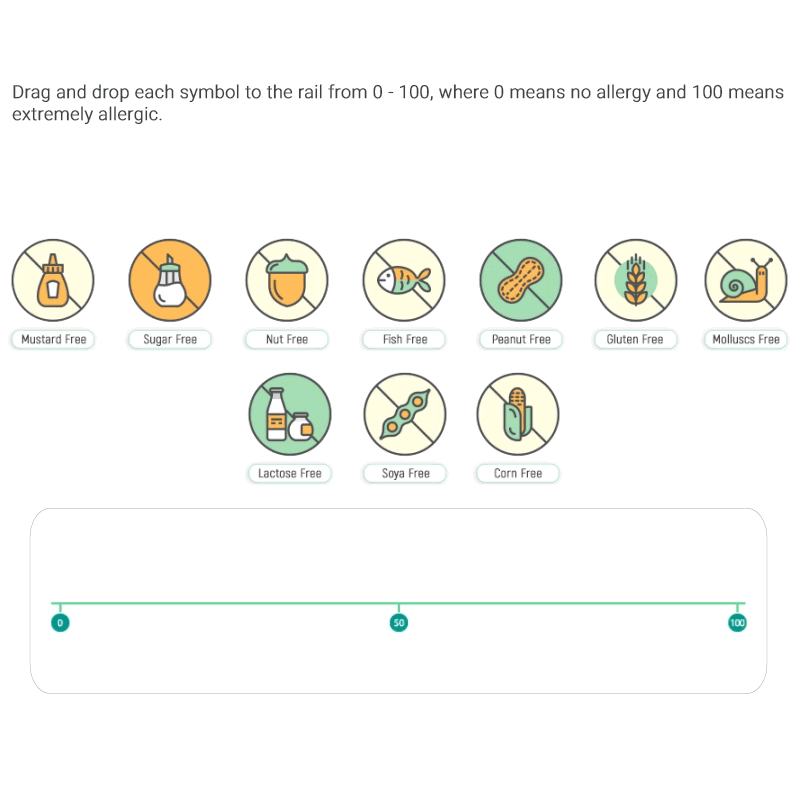 Drag and drop each symbol to the rail from 0 - 100, where 0 means no allergy and 100 means
extremely allergic.
Mustard Free
Sugar Free
Nut Free
Fish Free
Peanut Free
Gluten Free
Molluscs Free
Lactose Free
Soya Free
Corn Free
0
50
100